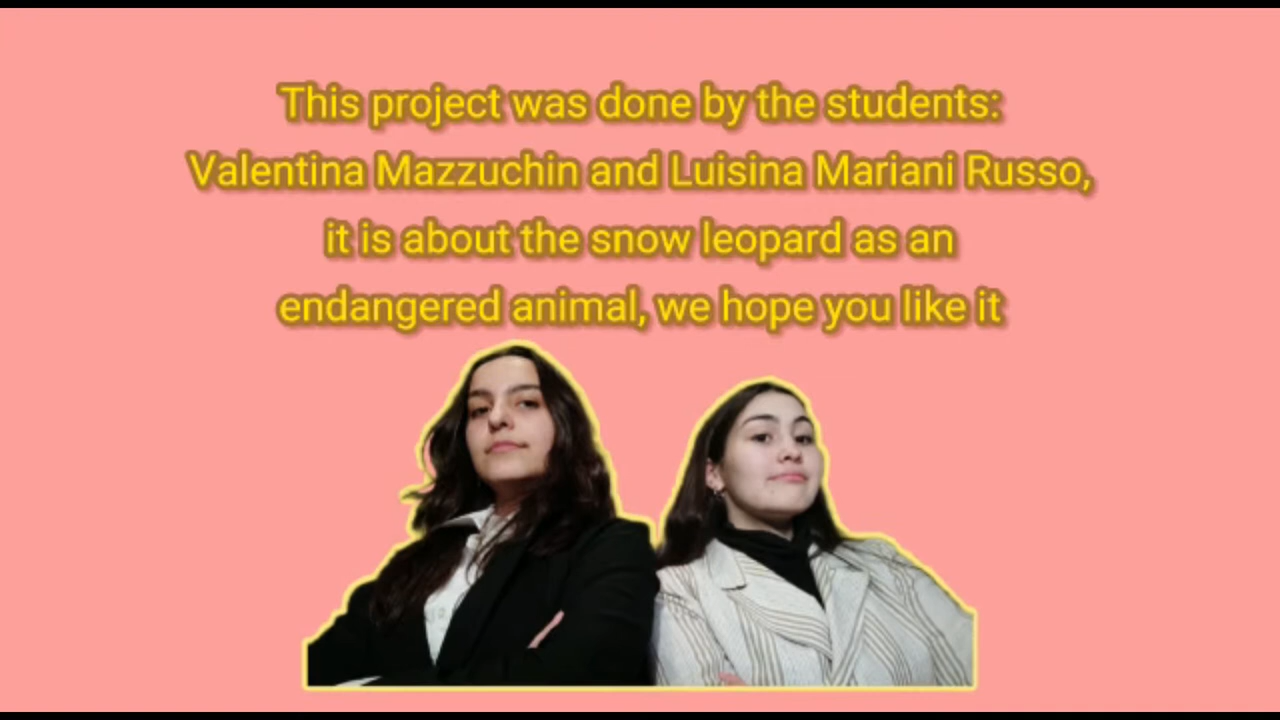 This project was done by the students:
Valentina Mazzuchin and Luisina Mariani Russo,
it is about the snow leopard as an
endangered animal, we hope you like it